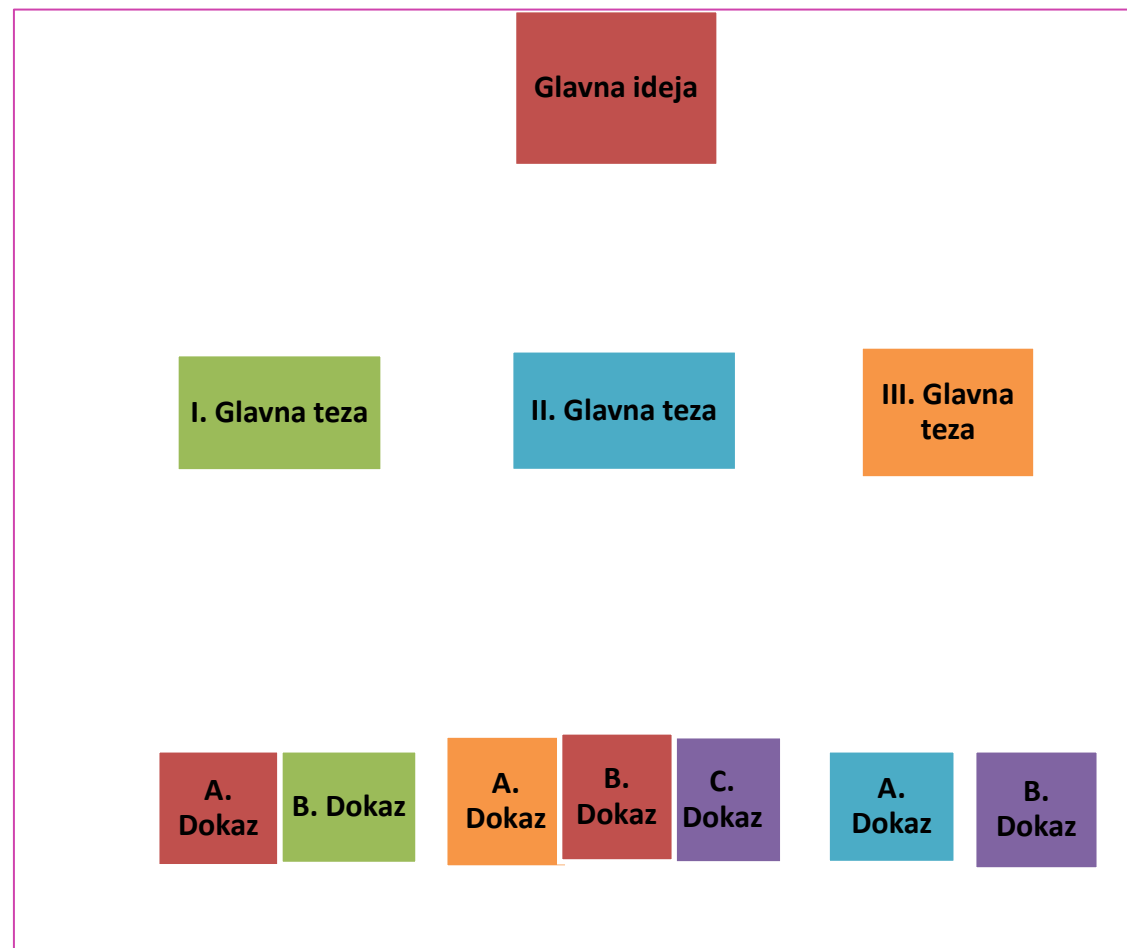 Glavna ideja
I. Glavna teza
II. Glavna teza
III. Glavna
teza
A.
Dokaz
B. Dokaz
A.
Dokaz
B.
Dokaz
C.
Dokaz
A.
Dokaz
B.
Dokaz